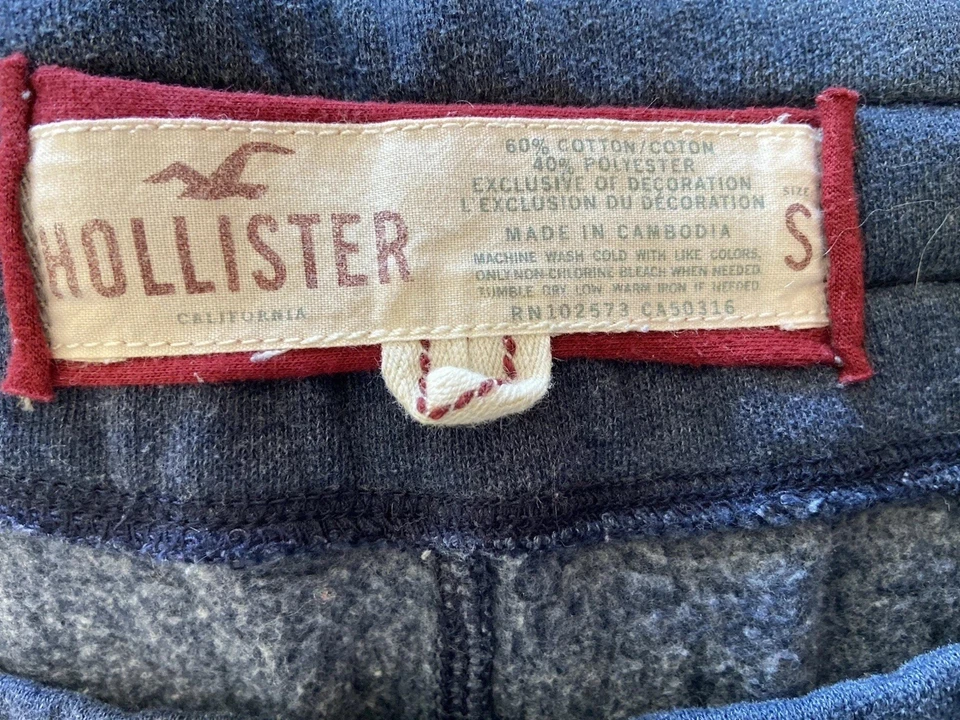 HOLLISTER
CALIFORNIA
60% COTTON/COTON
40% POLYESTER
EXCLUSIVE OF DECORATION
L'EXCLUSION DU DÉCORATION
MADE IN CAMBODIA
MACHINE WASH COLD WITH LIKE COLORS,
ONLY NON-CHLORINE BLEACH WHEN NEEDED
TUMBLE DRY LOW, WARM IRON IF NEEDED
RN102573 CA50316
SIZE
S